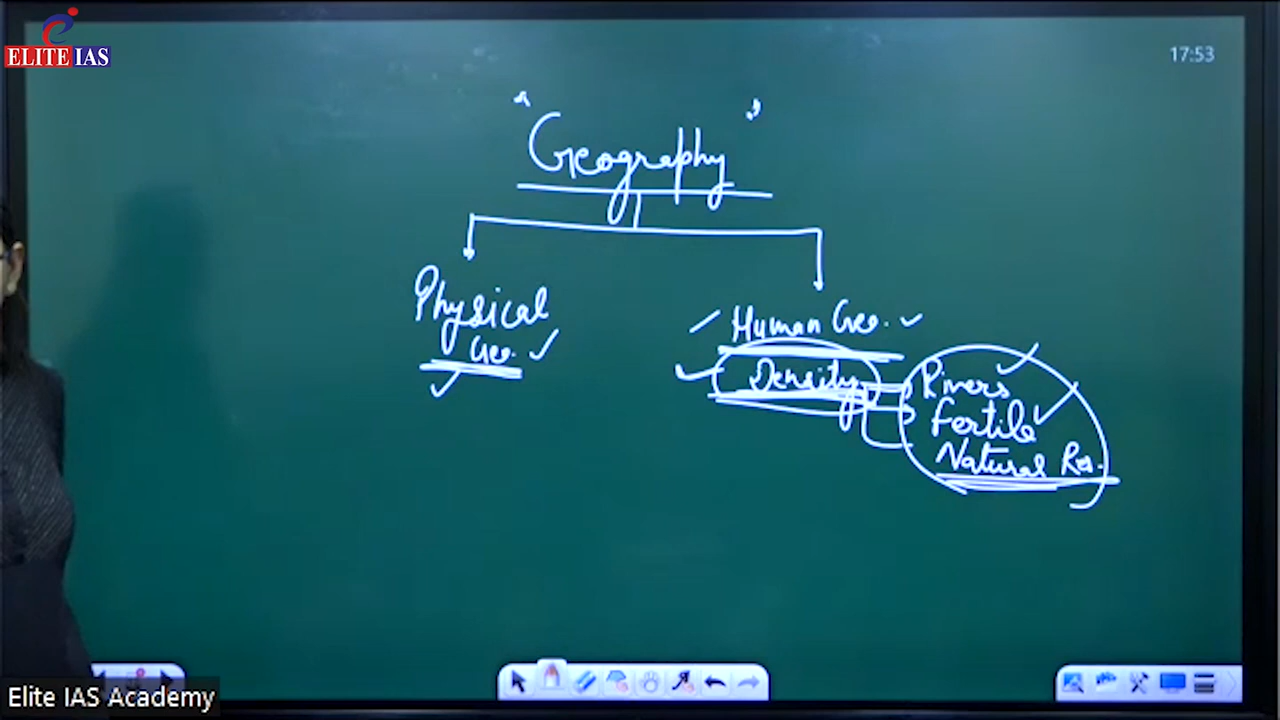 ELITE IAS
17:53
"Geography"
Physical
Geo.
Human Geo.
Density
Rivers
Fertile
Natural Res.
Elite IAS Academy